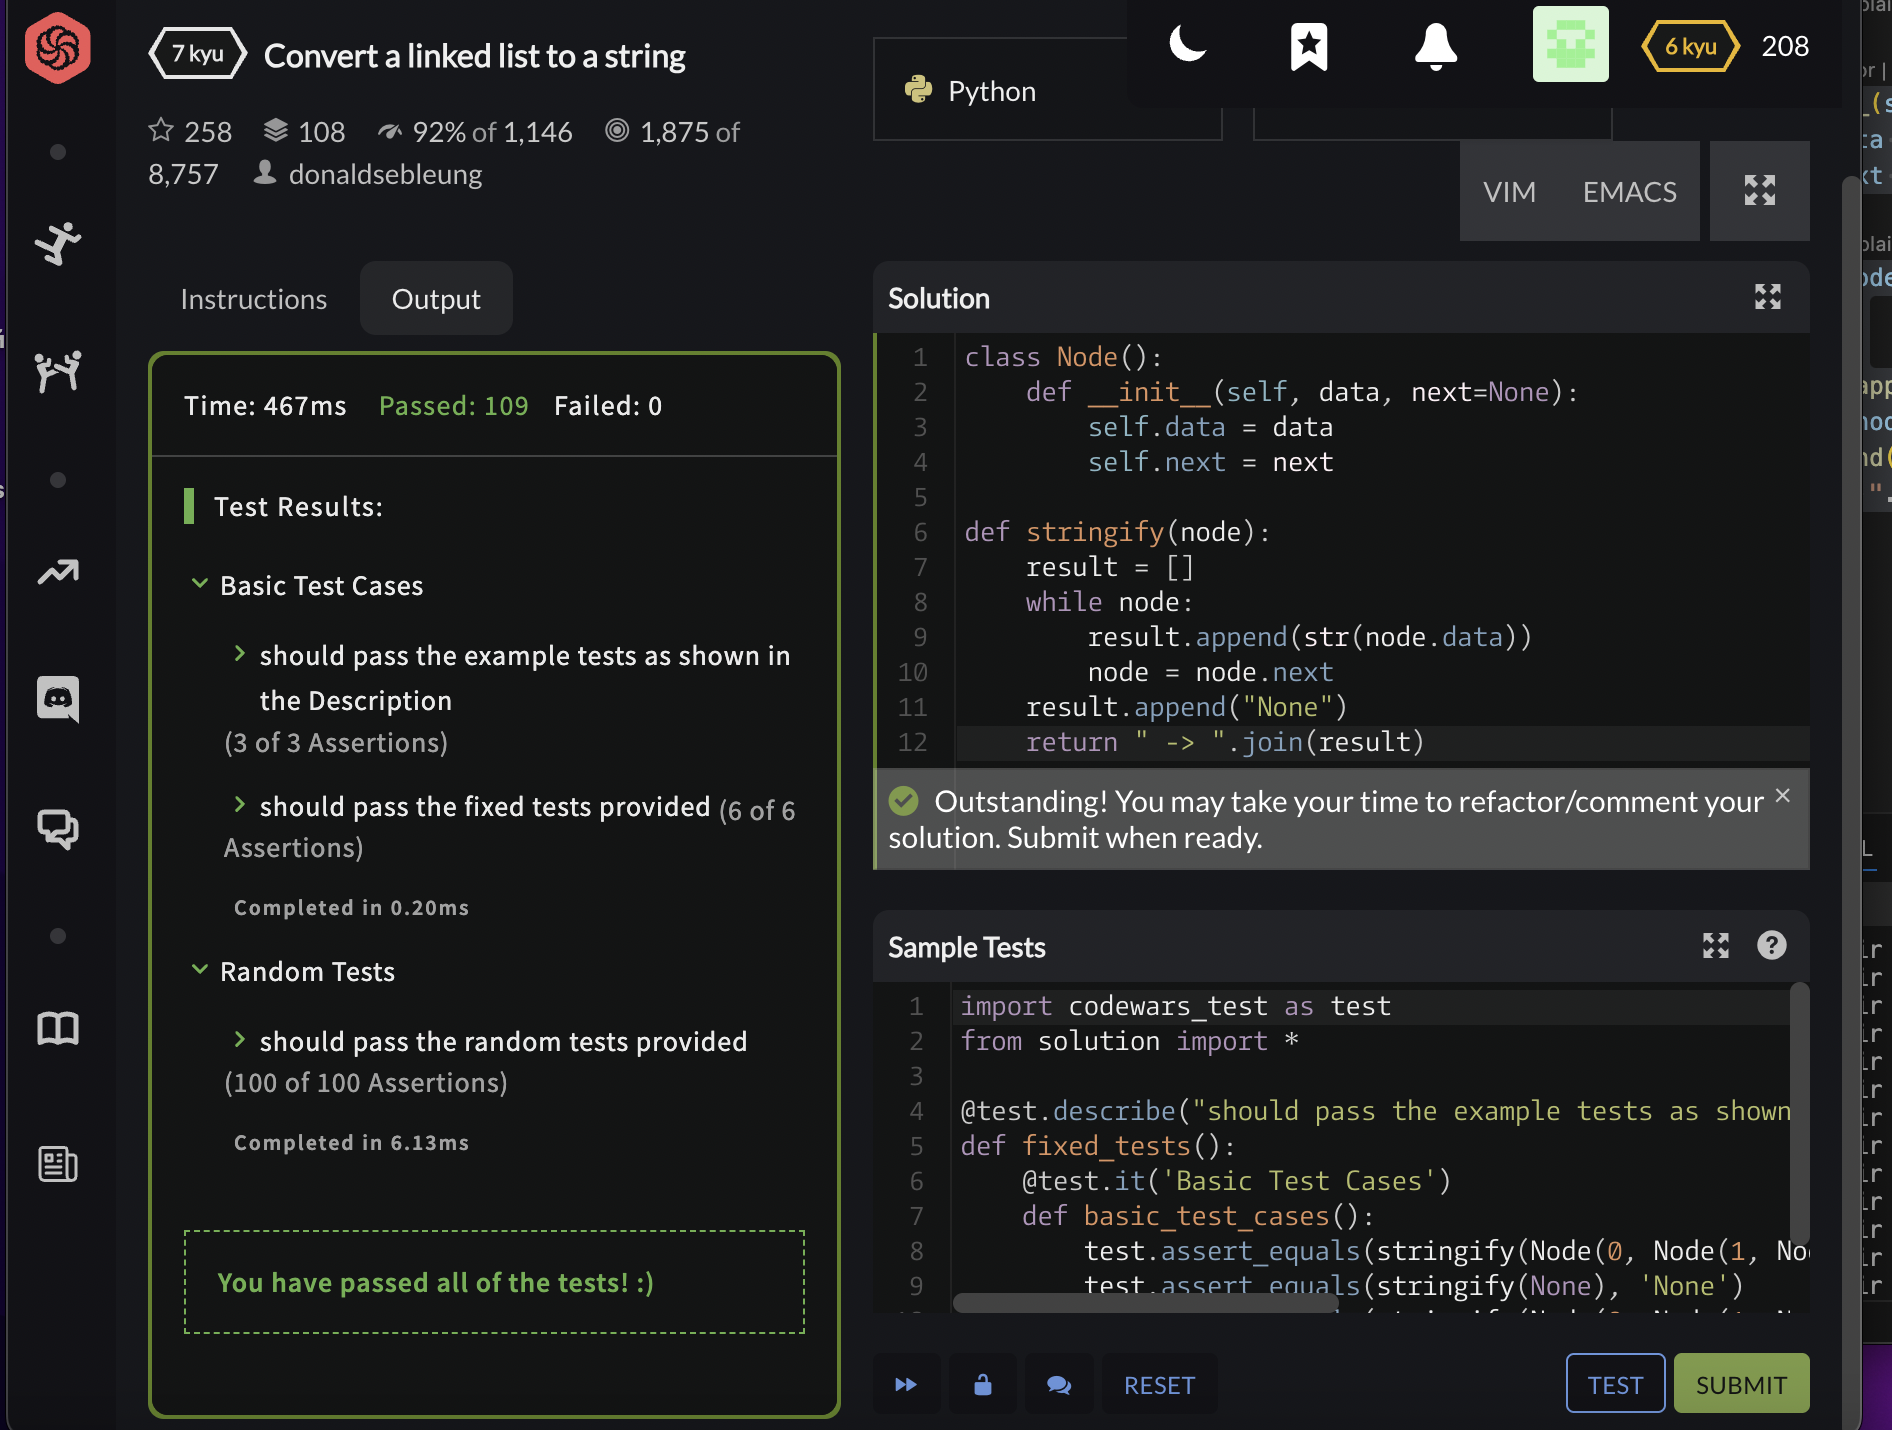 7 kyu Convert a linked list to a string
258 108 92% of 1,146 1,875 of
8,757 donaldsebleung
Python
6 kyu 208
VIM EMACS
Instructions Output
Time: 467ms Passed: 109 Failed: 0
Test Results:
Basic Test Cases
should pass the example tests as shown in
the Description
(3 of 3 Assertions)
should pass the fixed tests provided (6 of 6
Assertions)
Completed in 0.20ms
Random Tests
should pass the random tests provided
(100 of 100 Assertions)
Completed in 6.13ms
You have passed all of the tests! :)
Solution
1 class Node():
2     def __init__(self, data, next=None):
3         self.data = data
4         self.next = next
5
6 def stringify(node):
7     result = []
8     while node:
9         result.append(str(node.data))
10         node = node.next
11     result.append("None")
12     return " -> ".join(result)
Outstanding! You may take your time to refactor/comment your
solution. Submit when ready.
Sample Tests
1 import codewars_test as test
2 from solution import *
3
4 @test.describe("should pass the example tests as shown
5 def fixed_tests():
6     @test.it('Basic Test Cases')
7     def basic_test_cases():
8         test.assert_equals(stringify(Node(0, Node(1, No
9         test.assert_equals(stringify(None), 'None')
RESET TEST SUBMIT